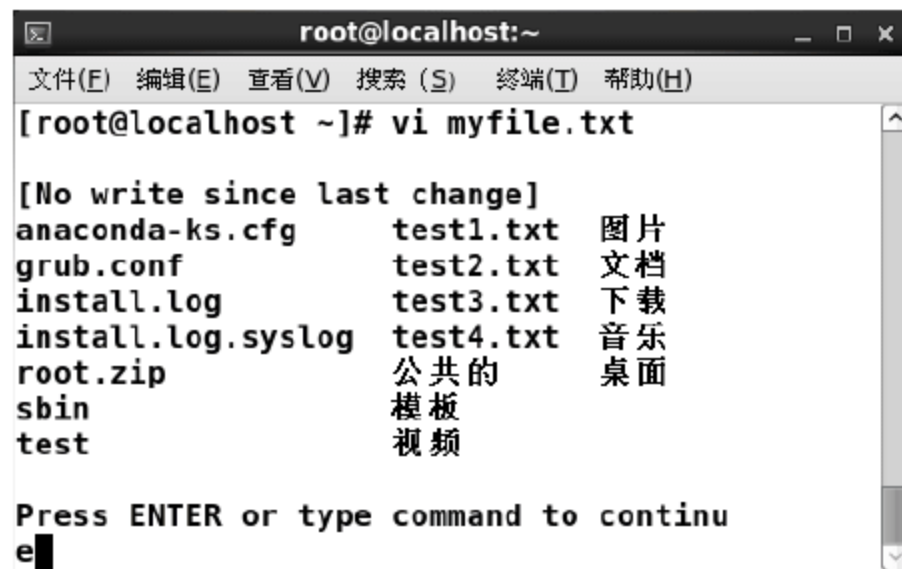 root@localhost:~
文件(F) 编辑(E) 查看(V) 搜索 (S) 终端(T) 帮助(H)
[root@localhost ~]# vi myfile.txt
[No write since last change]
anaconda-ks.cfg test1.txt 图片
grub.conf test2.txt 文档
install.log test3.txt 下载
install.log.syslog test4.txt 音乐
root.zip 公共的 桌面
sbin 模板
test 视频
Press ENTER or type command to continu
e